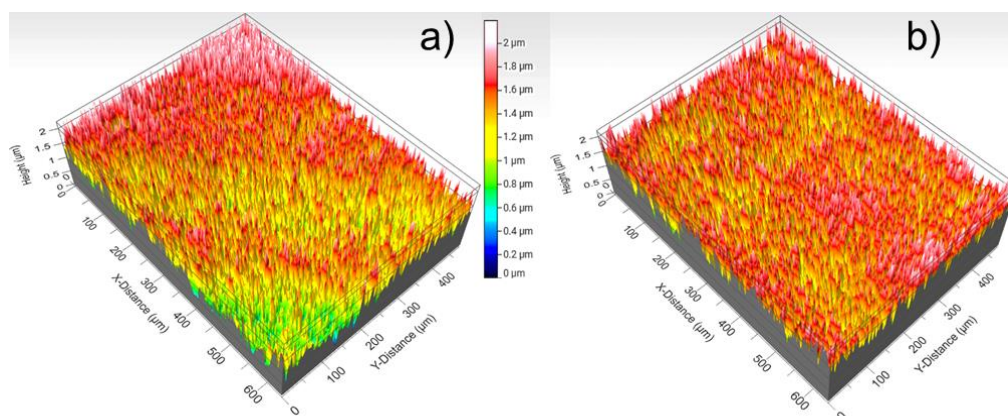 a)
2
1.5
1
0.5
0
Height (µm)
0
100
200
300
400
500
600
X-Distance (µm)
0
100
200
300
400
Y-Distance (µm)
2 µm
1.8 µm
1.6 µm
1.4 µm
1.2 µm
1 µm
0.8 µm
0.6 µm
0.4 µm
0.2 µm
0 µm
b)
2
1.5
1
0.5
0
Height (µm)
0
100
200
300
400
500
600
X-Distance (µm)
0
100
200
300
400
Y-Distance (µm)